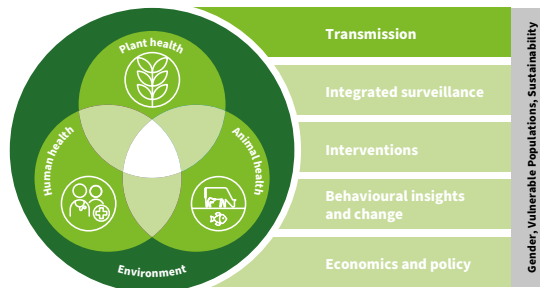 Plant health
Human health
Animal health
Environment
Transmission
Integrated surveillance
Interventions
Behavioural insights
and change
Economics and policy
Gender, Vulnerable Populations, Sustainability